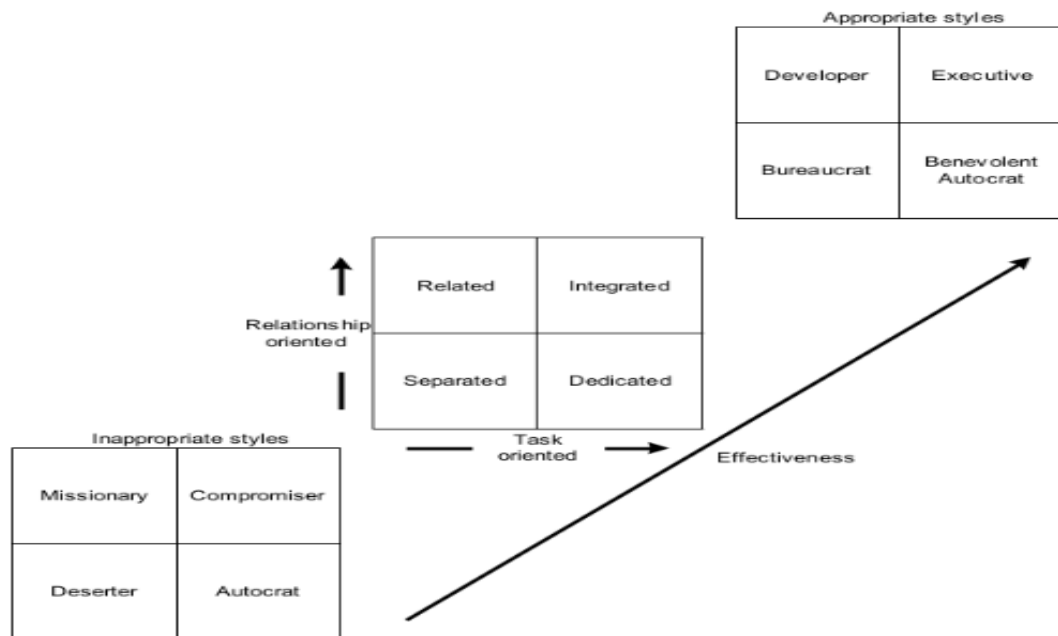 Appropriate styles
Developer
Executive
Bureaucrat
Benevolent
Autocrat
Related
Integrated
Relationship
oriented
Separated
Dedicated
Task
oriented
Effectiveness
Inappropriate styles
Missionary
Compromiser
Deserter
Autocrat